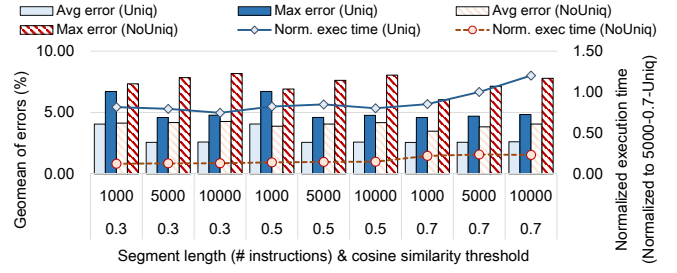 Avg error (Uniq) Max error (Uniq) Avg error (NoUniq)
Max error (NoUniq) Norm. exec time (Uniq) Norm. exec time (NoUniq)
10.00 1.50
1.00
5.00
0.50
0.00 0.00
1000 5000 10000 1000 5000 10000 1000 5000 10000
0.3 0.3 0.3 0.5 0.5 0.5 0.7 0.7 0.7
Segment length (# instructions) & cosine similarity threshold
Geomean of errors (%)
Normalized execution time
(Normalized to 5000-0.7-Uniq)